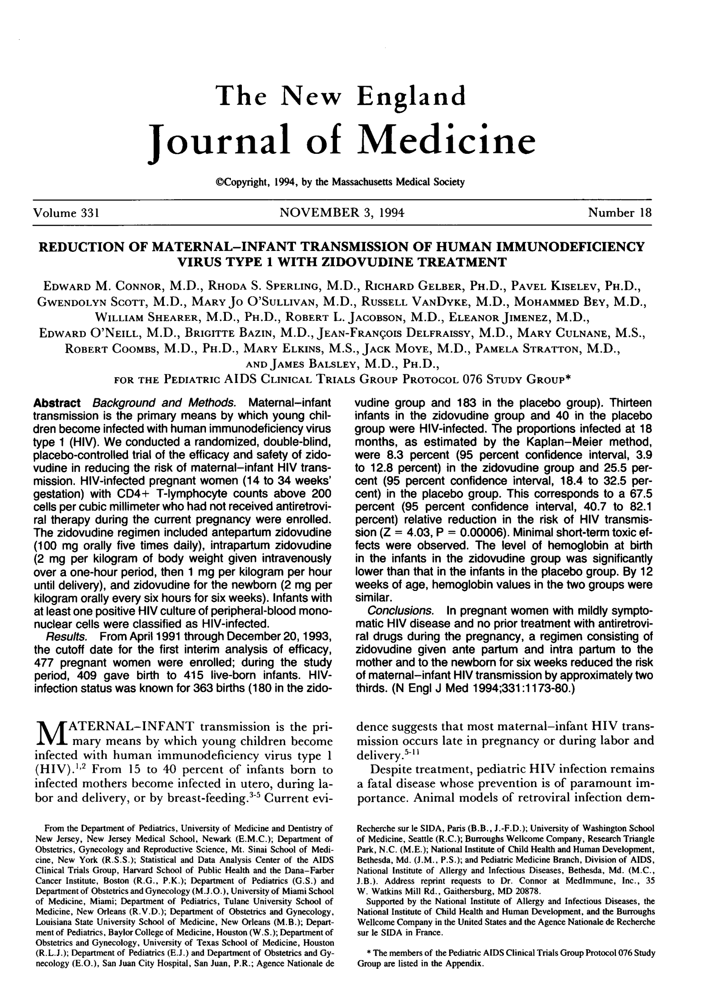 The New England
Journal of Medicine
©Copyright, 1994, by the Massachusetts Medical Society
Volume 331 NOVEMBER 3, 1994 Number 18
REDUCTION OF MATERNAL–INFANT TRANSMISSION OF HUMAN IMMUNODEFICIENCY
VIRUS TYPE 1 WITH ZIDOVUDINE TREATMENT
EDWARD M. CONNOR, M.D., RHODA S. SPERLING, M.D., RICHARD GELBER, PH.D., PAVEL KISELEV, PH.D.,
GWENDOLYN SCOTT, M.D., MARY JO O'SULLIVAN, M.D., RUSSELL VANDYKE, M.D., MOHAMMED BEY, M.D.,
WILLIAM SHEARER, M.D., PH.D., ROBERT L. JACOBSON, M.D., ELEANOR JIMENEZ, M.D.,
EDWARD O'NEILL, M.D., BRIGITTE BAZIN, M.D., JEAN-FRANÇOIS DELFRAISSY, M.D., MARY CULNANE, M.S.,
ROBERT COOMBS, M.D., PH.D., MARY ELKINS, M.S., JACK MOYE, M.D., PAMELA STRATTON, M.D.,
AND JAMES BALSLEY, M.D., PH.D.,
FOR THE PEDIATRIC AIDS CLINICAL TRIALS GROUP PROTOCOL 076 STUDY GROUP*
Abstract Background and Methods. Maternal–infant
transmission is the primary means by which young chil-
dren become infected with human immunodeficiency virus
type 1 (HIV). We conducted a randomized, double-blind,
placebo-controlled trial of the efficacy and safety of zido-
vudine in reducing the risk of maternal–infant HIV trans-
mission. HIV-infected pregnant women (14 to 34 weeks'
gestation) with CD4+ T-lymphocyte counts above 200
cells per cubic millimeter who had not received antiretrovi-
ral therapy during the current pregnancy were enrolled.
The zidovudine regimen included antepartum zidovudine
(100 mg orally five times daily), intrapartum zidovudine
(2 mg per kilogram of body weight given intravenously
over a one-hour period, then 1 mg per kilogram per hour
until delivery), and zidovudine for the newborn (2 mg per
kilogram orally every six hours for six weeks). Infants with
at least one positive HIV culture of peripheral-blood mono-
nuclear cells were classified as HIV-infected.
Results. From April 1991 through December 20, 1993,
the cutoff date for the first interim analysis of efficacy,
477 pregnant women were enrolled; during the study
period, 409 gave birth to 415 live-born infants. HIV-
infection status was known for 363 births (180 in the zido-
vudine group and 183 in the placebo group). Thirteen
infants in the zidovudine group and 40 in the placebo
group were HIV-infected. The proportions infected at 18
months, as estimated by the Kaplan–Meier method,
were 8.3 percent (95 percent confidence interval, 3.9
to 12.8 percent) in the zidovudine group and 25.5 per-
cent (95 percent confidence interval, 18.4 to 32.5 per-
cent) in the placebo group. This corresponds to a 67.5
percent (95 percent confidence interval, 40.7 to 82.1
percent) relative reduction in the risk of HIV transmis-
sion (Z = 4.03, P = 0.00006). Minimal short-term toxic ef-
fects were observed. The level of hemoglobin at birth
in the infants in the zidovudine group was significantly
lower than that in the infants in the placebo group. By 12
weeks of age, hemoglobin values in the two groups were
similar.
Conclusions. In pregnant women with mildly sympto-
matic HIV disease and no prior treatment with antiretrovi-
ral drugs during the pregnancy, a regimen consisting of
zidovudine given ante partum and intra partum to the
mother and to the newborn for six weeks reduced the risk
of maternal–infant HIV transmission by approximately two
thirds. (N Engl J Med 1994;331:1173-80.)
MATERNAL–INFANT transmission is the pri-
mary means by which young children become
infected with human immunodeficiency virus type 1
(HIV).1,2 From 15 to 40 percent of infants born to
infected mothers become infected in utero, during la-
bor and delivery, or by breast-feeding.3-5 Current evi-
dence suggests that most maternal–infant HIV trans-
mission occurs late in pregnancy or during labor and
delivery.5-11
Despite treatment, pediatric HIV infection remains
a fatal disease whose prevention is of paramount im-
portance. Animal models of retroviral infection dem-
From the Department of Pediatrics, University of Medicine and Dentistry of
New Jersey, New Jersey Medical School, Newark (E.M.C.); Department of
Obstetrics, Gynecology and Reproductive Science, Mt. Sinai School of Medi-
cine, New York (R.S.S.); Statistical and Data Analysis Center of the AIDS
Clinical Trials Group, Harvard School of Public Health and the Dana–Farber
Cancer Institute, Boston (R.G., P.K.); Department of Pediatrics (G.S.) and
Department of Obstetrics and Gynecology (M.J.O.), University of Miami School
of Medicine, Miami; Department of Pediatrics, Tulane University School of
Medicine, New Orleans (R.V.D.); Department of Obstetrics and Gynecology,
Louisiana State University School of Medicine, New Orleans (M.B.); Depart-
ment of Pediatrics, Baylor College of Medicine, Houston (W.S.); Department of
Obstetrics and Gynecology, University of Texas School of Medicine, Houston
(R.L.J.); Department of Pediatrics (E.J.) and Department of Obstetrics and Gy-
necology (E.O.), San Juan City Hospital, San Juan, P.R.; Agence Nationale de
Recherche sur le SIDA, Paris (B.B., J.-F.D.); University of Washington School
of Medicine, Seattle (R.C.); Burroughs Wellcome Company, Research Triangle
Park, N.C. (M.E.); National Institute of Child Health and Human Development,
Bethesda, Md. (J.M., P.S.); and Pediatric Medicine Branch, Division of AIDS,
National Institute of Allergy and Infectious Diseases, Bethesda, Md. (M.C.,
J.B.). Address reprint requests to Dr. Connor at MedImmune, Inc., 35
W. Watkins Mill Rd., Gaithersburg, MD 20878.
Supported by the National Institute of Allergy and Infectious Diseases, the
National Institute of Child Health and Human Development, and the Burroughs
Wellcome Company in the United States and the Agence Nationale de Recherche
sur le SIDA in France.
* The members of the Pediatric AIDS Clinical Trials Group Protocol 076 Study
Group are listed in the Appendix.